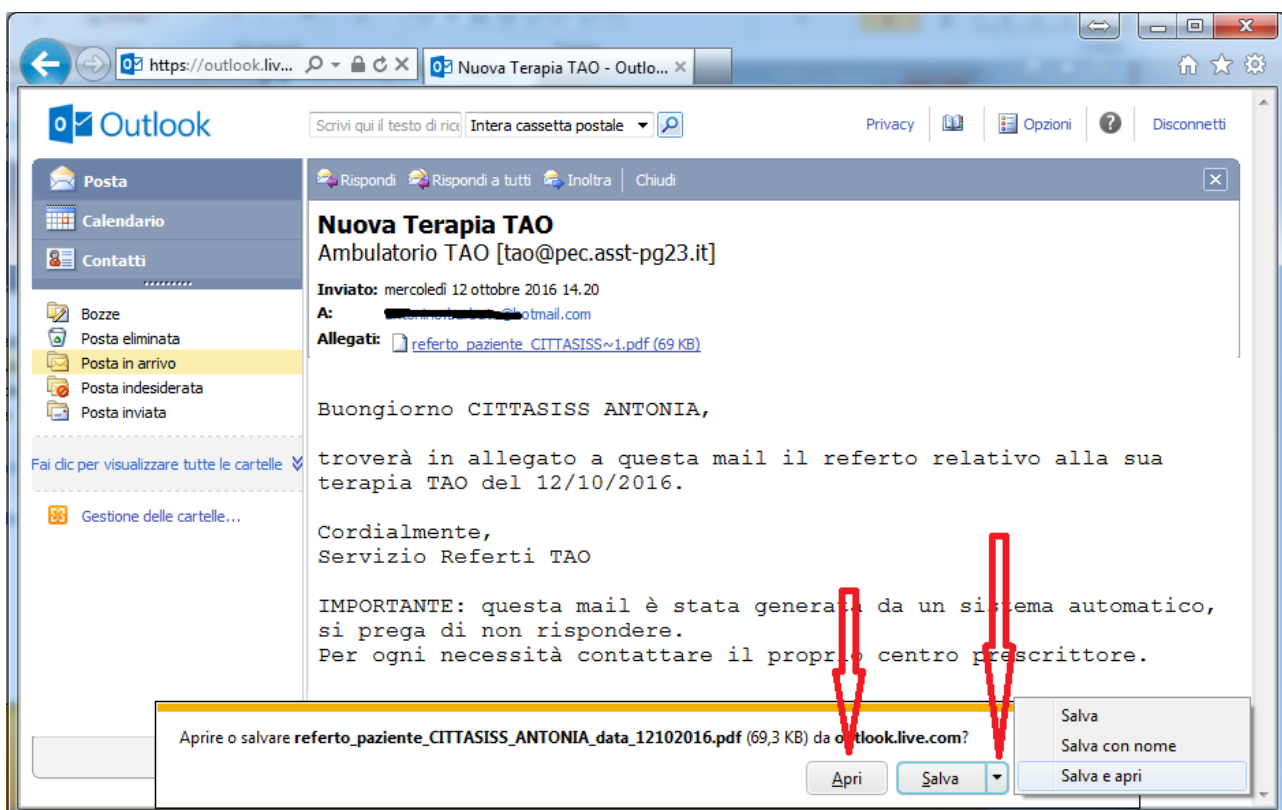 https://outlook.liv...
Nuova Terapia TAO - Outlo...
Outlook
Scrivi qui il testo di rice
Intera cassetta postale
Privacy
Opzioni
Disconnetti
Posta
Calendario
Contatti
Bozze
Posta eliminata
Posta in arrivo
Posta indesiderata
Posta inviata
Fai clic per visualizzare tutte le cartelle
Gestione delle cartelle...
Rispondi Rispondi a tutti Inoltra Chiudi
Nuova Terapia TAO
Ambulatorio TAO [tao@pec.asst-pg23.it]
Inviato: mercoledì 12 ottobre 2016 14.20
A: otmail.com
Allegati: referto_paziente_CITTASISS~1.pdf (69 KB)
Buongiorno CITTASISS ANTONIA,
troverà in allegato a questa mail il referto relativo alla sua
terapia TAO del 12/10/2016.
Cordialmente,
Servizio Referti TAO
IMPORTANTE: questa mail è stata generata da un sistema automatico,
si prega di non rispondere.
Per ogni necessità contattare il proprio centro prescrittore.
Aprire o salvare referto_paziente_CITTASISS_ANTONIA_data_12102016.pdf (69,3 KB) da outlook.live.com?
Apri
Salva
Salva
Salva con nome
Salva e apri